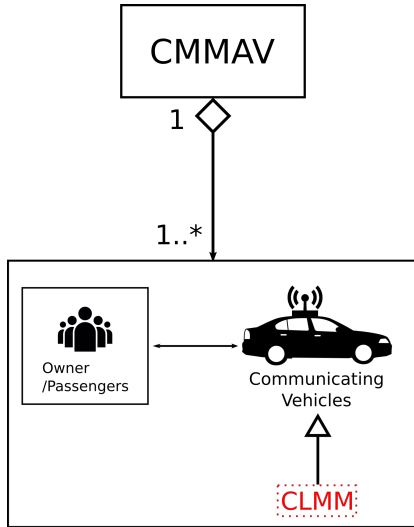 CMMAV
1
1..*
Owner
/Passengers
Communicating
Vehicles
CLMM